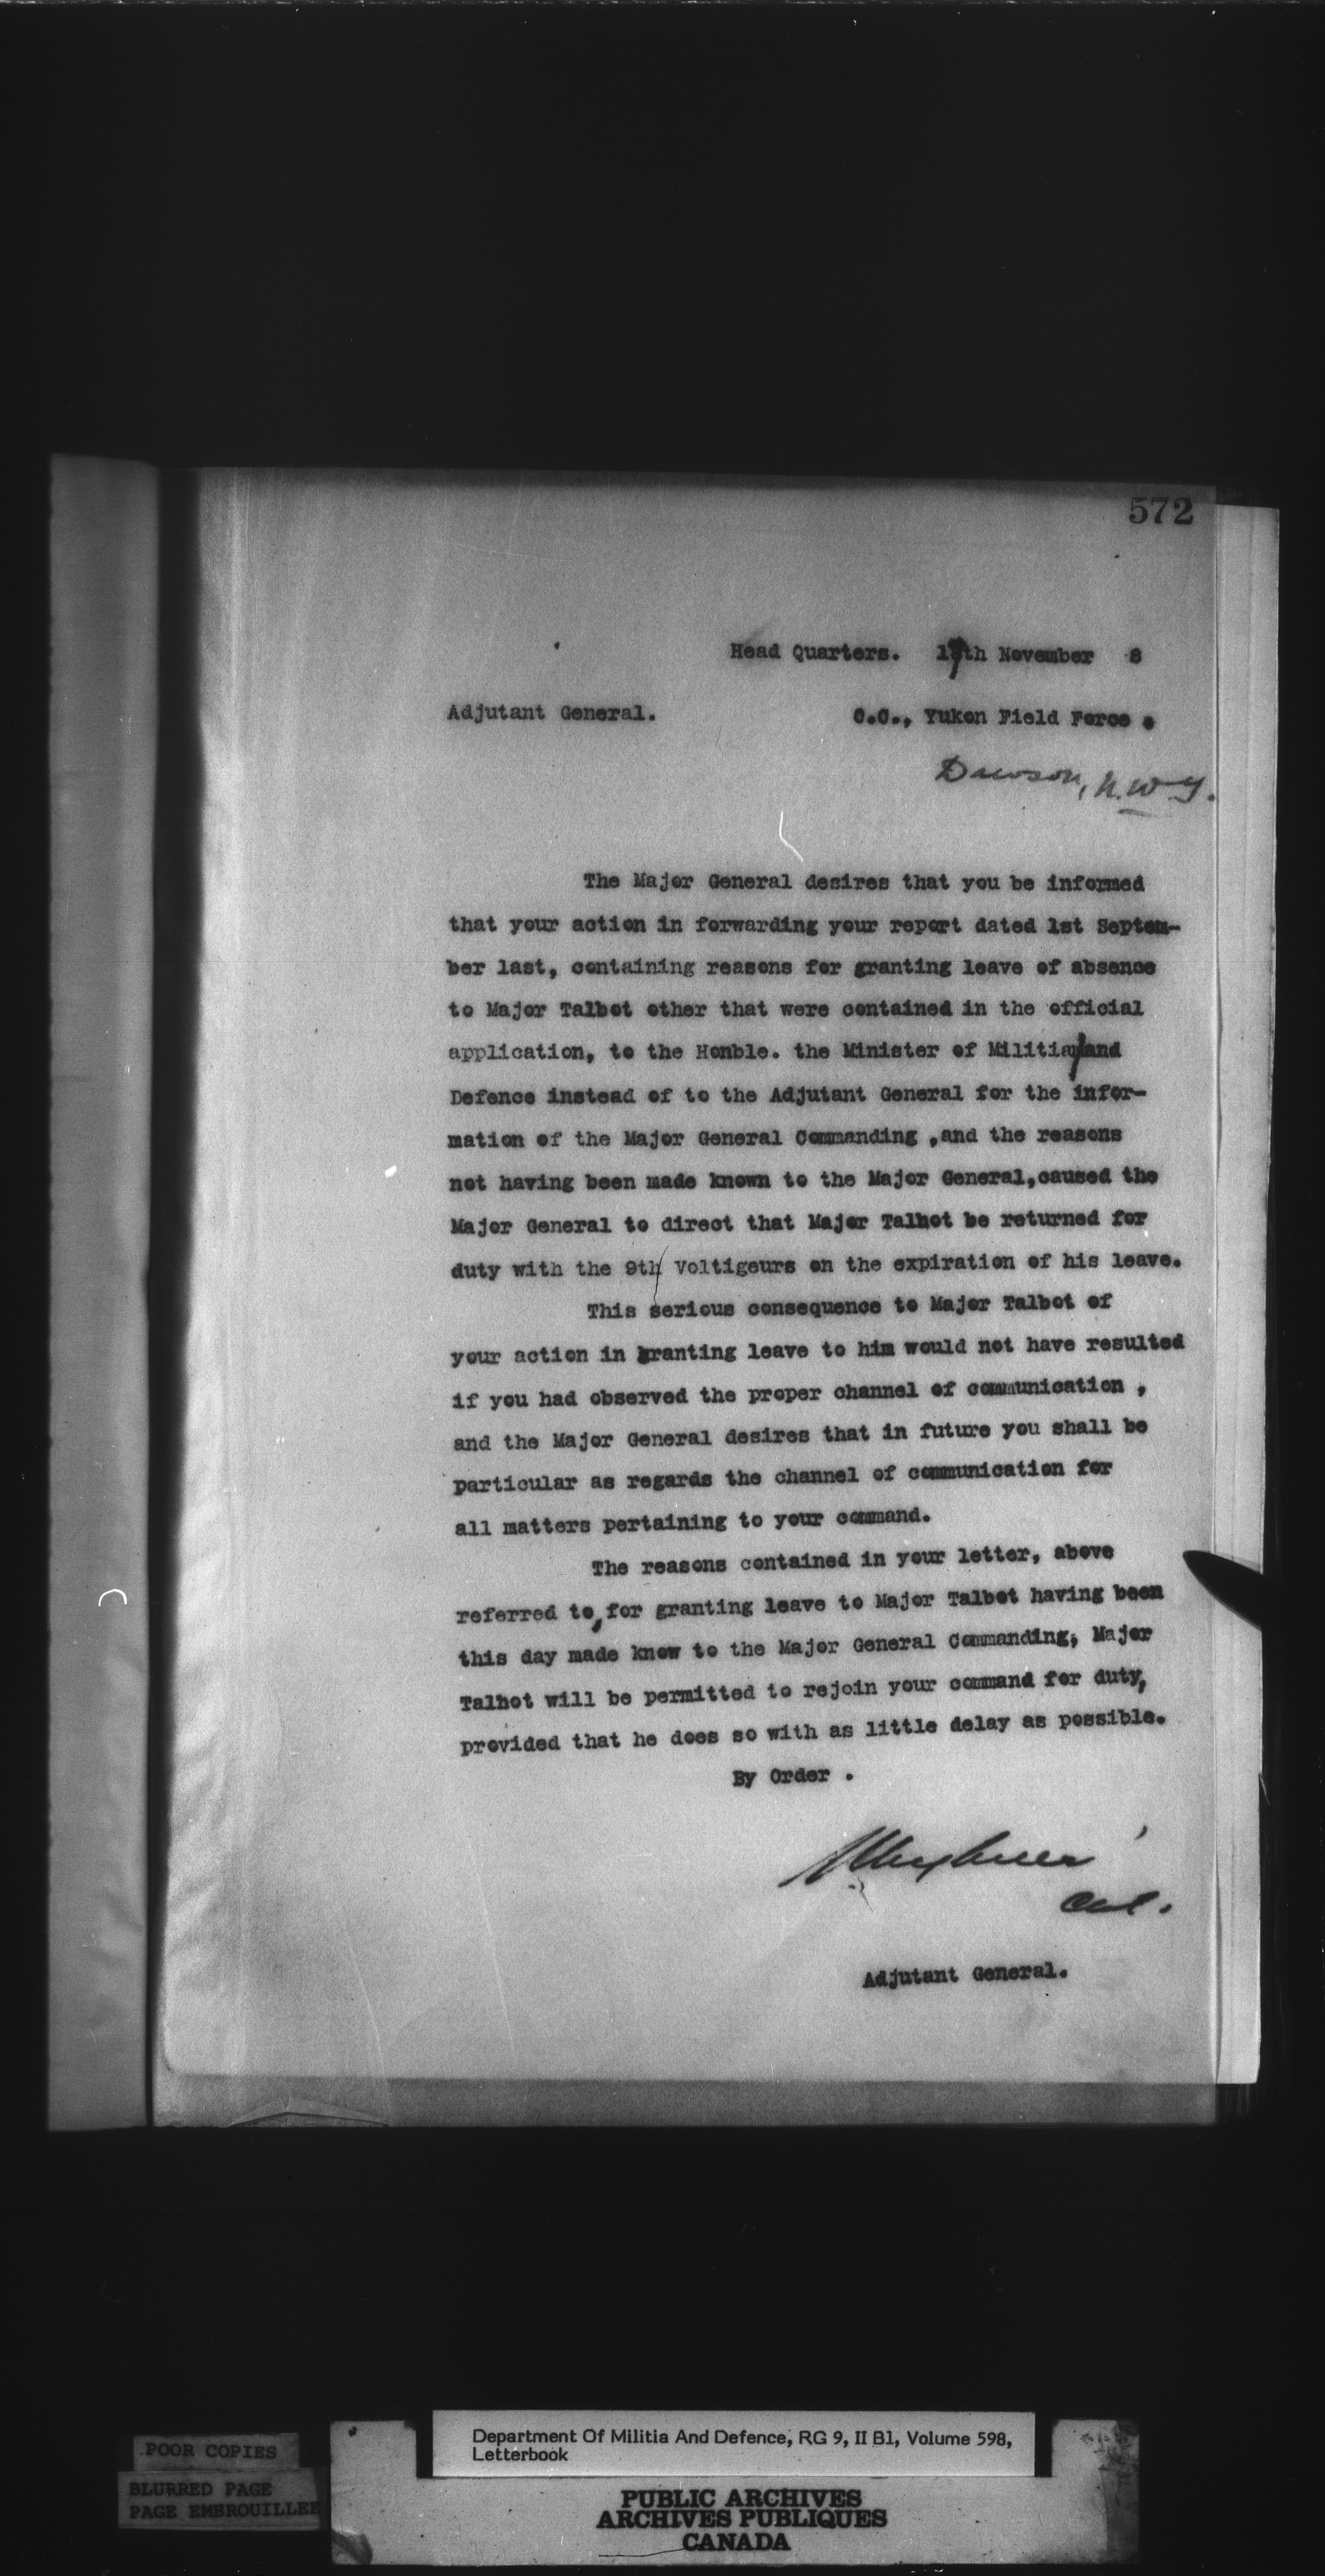 572
Head Quarters. 17th November 8
Adjutant General. O.C., Yukon Field Force .
Dawson, N.W.T.
The Major General desires that you be informed
that your action in forwarding your report dated 1st Septem-
ber last, containing reasons for granting leave of absence
to Major Talbot other that were contained in the official
application, to the Honble. the Minister of Militia and
Defence instead of to the Adjutant General for the infor-
mation of the Major General Commanding ,and the reasons
not having been made known to the Major General,caused the
Major General to direct that Major Talbot be returned for
duty with the 9th Voltigeurs on the expiration of his leave.
This serious consequence to Major Talbot of
your action in granting leave to him would not have resulted
if you had observed the proper channel of communication ,
and the Major General desires that in future you shall be
particular as regards the channel of communication for
all matters pertaining to your command.
The reasons contained in your letter, above
referred to, for granting leave to Major Talbot having been
this day made know to the Major General Commanding, Major
Talbot will be permitted to rejoin your command for duty,
provided that he does so with as little delay as possible.
By Order .
Col.
Adjutant General.
POOR COPIES
BLURRED PAGE
PAGE EMBROUILLEE
Department Of Militia And Defence, RG 9, II B1, Volume 598,
Letterbook
PUBLIC ARCHIVES
ARCHIVES PUBLIQUES
CANADA